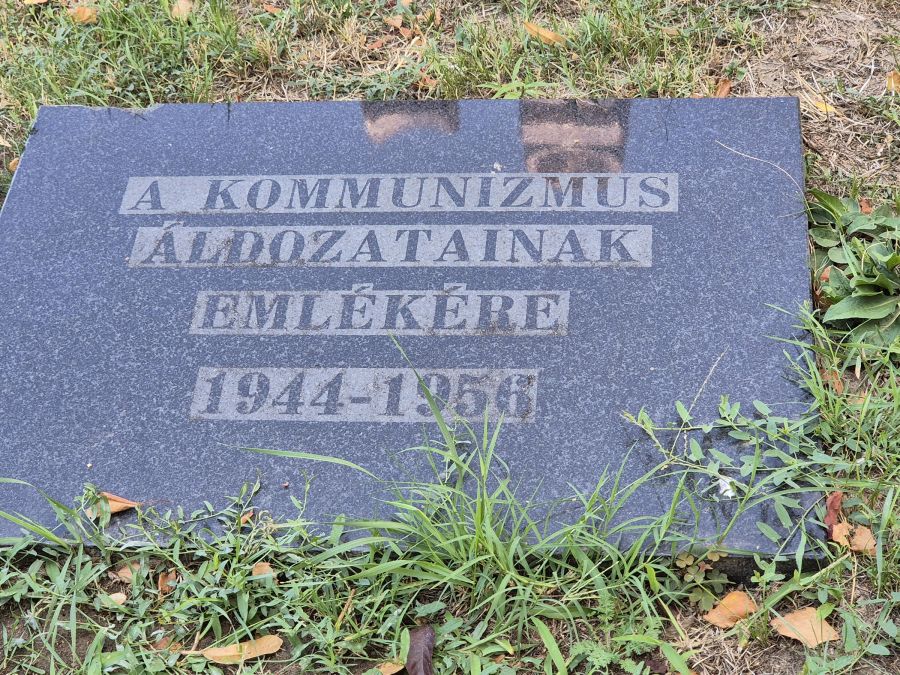 A KOMMUNIZMUS
ÁLDOZATAINAK
EMLÉKÉRE
1944-1956